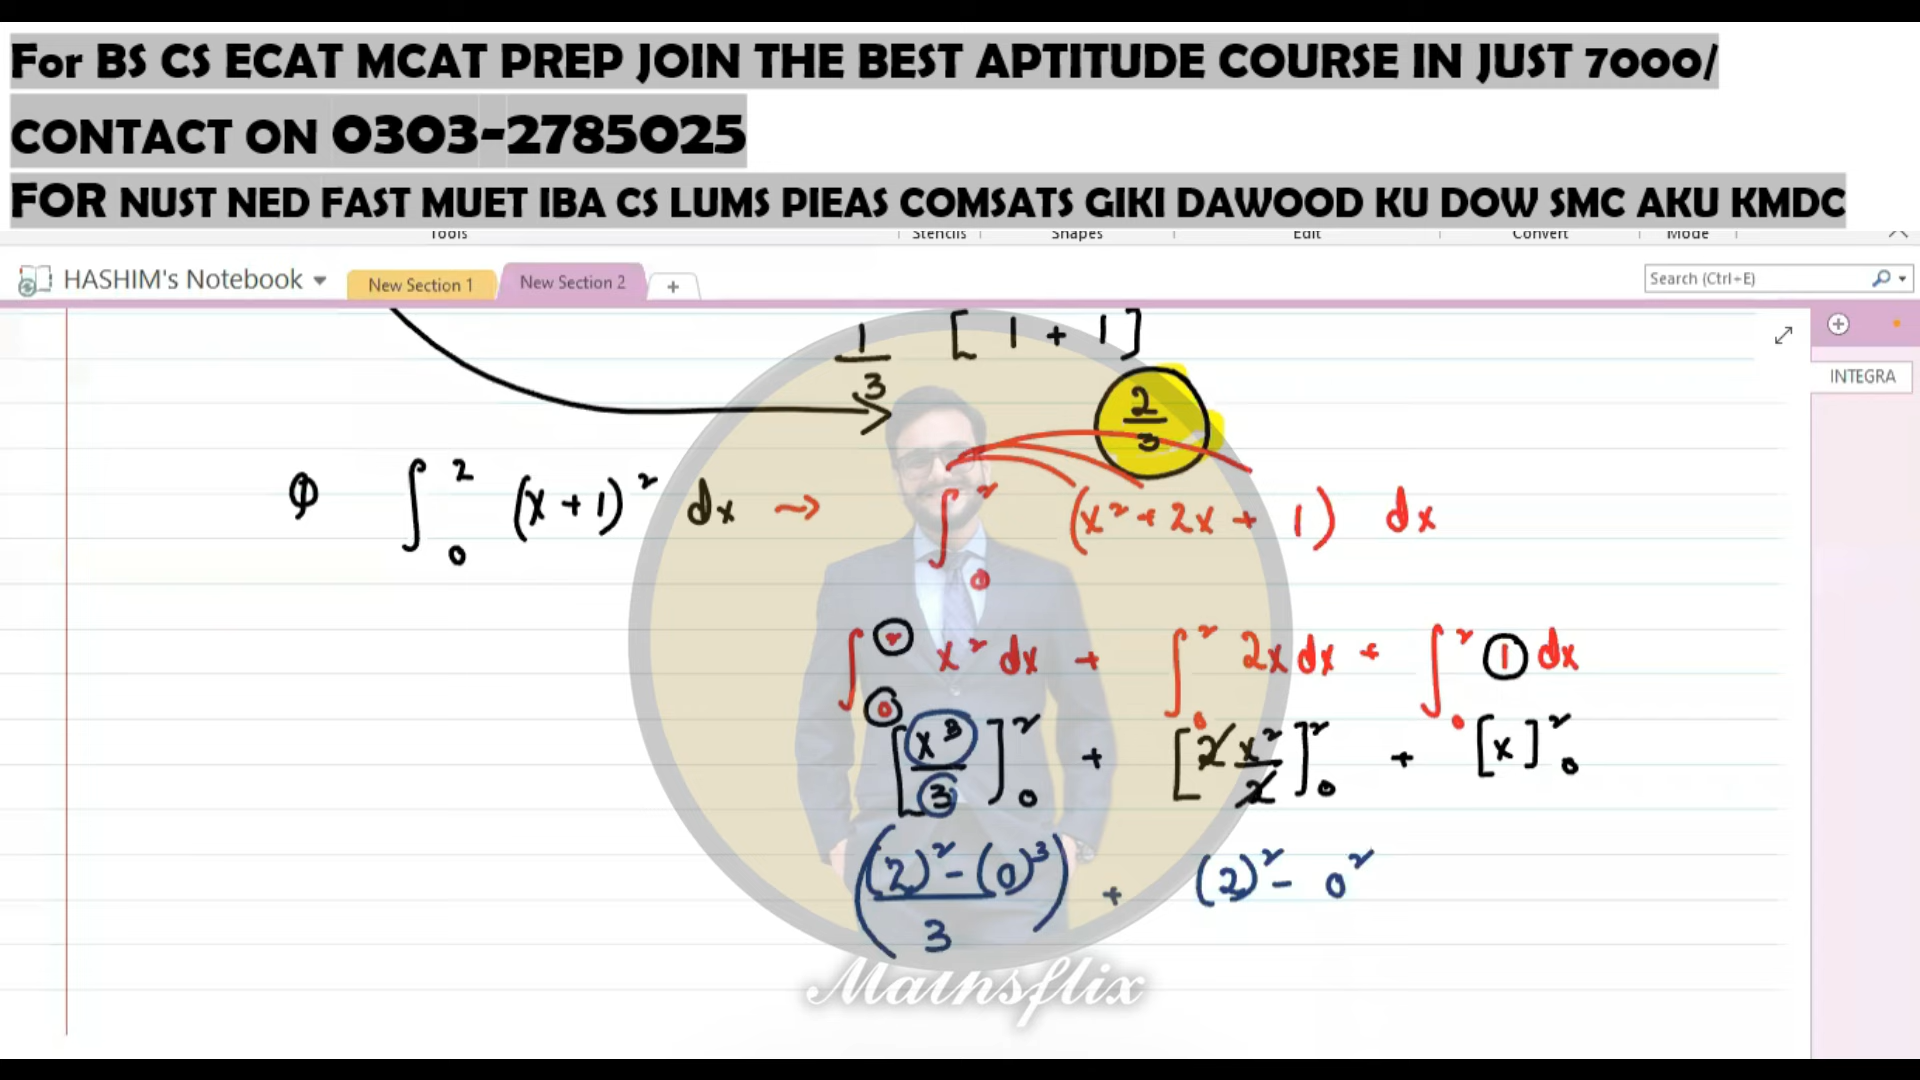 For BS CS ECAT MCAT PREP JOIN THE BEST APTITUDE COURSE IN JUST 7000/
CONTACT ON 0303-2785025
FOR NUST NED FAST MUET IBA CS LUMS PIEAS COMSATS GIKI DAWOOD KU DOW SMC AKU KMDC
Tools Stencils Shapes Edit Convert Mode
HASHIM's Notebook New Section 1 New Section 2 + Search (Ctrl+E)
INTEGRA
1/3 [1 + 1]
2/3
Q ∫₀² (x+1)² dx → ∫₀² (x² + 2x + 1) dx
∫₀² x² dx + ∫₀² 2x dx + ∫₀² 1 dx
[x³/3]₀² + [2 x²/2]₀² + [x]₀²
((2)² - (0)³ / 3) + (2)² - 0²
Mainsflix